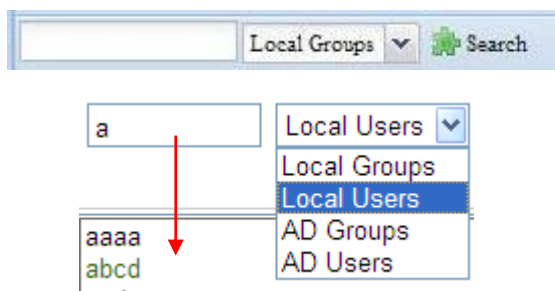 Local Groups Search
a Local Users
Local Groups
Local Users
AD Groups
AD Users
aaaa
abcd